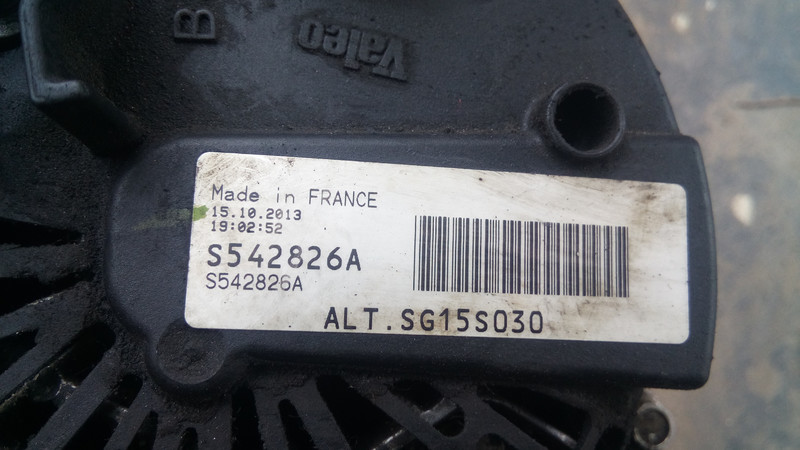 B
Valeo
Made in FRANCE
15.10.2013
19:02:52
S542826A
S542826A
ALT.SG15S030